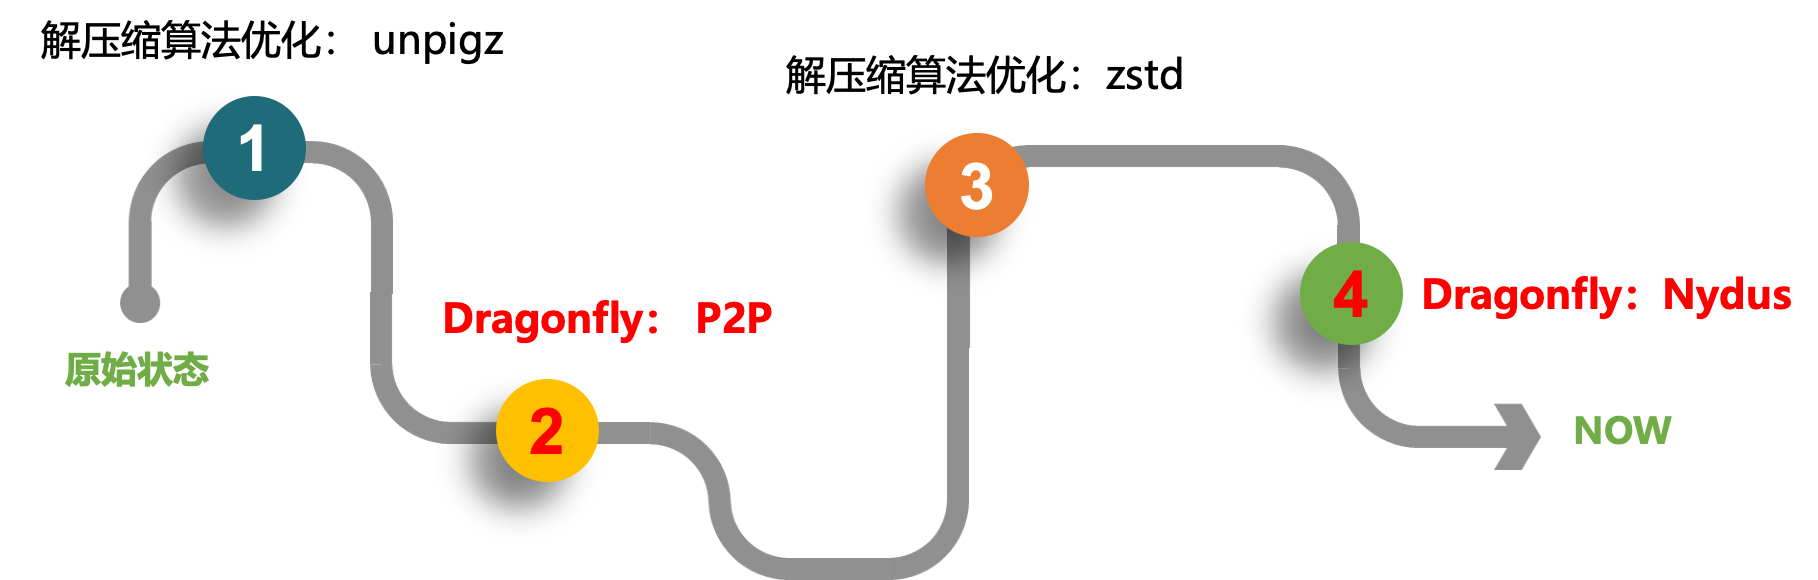 解压缩算法优化： unpigz
1
原始状态
Dragonfly： P2P
2
解压缩算法优化：zstd
3
4
Dragonfly：Nydus
NOW